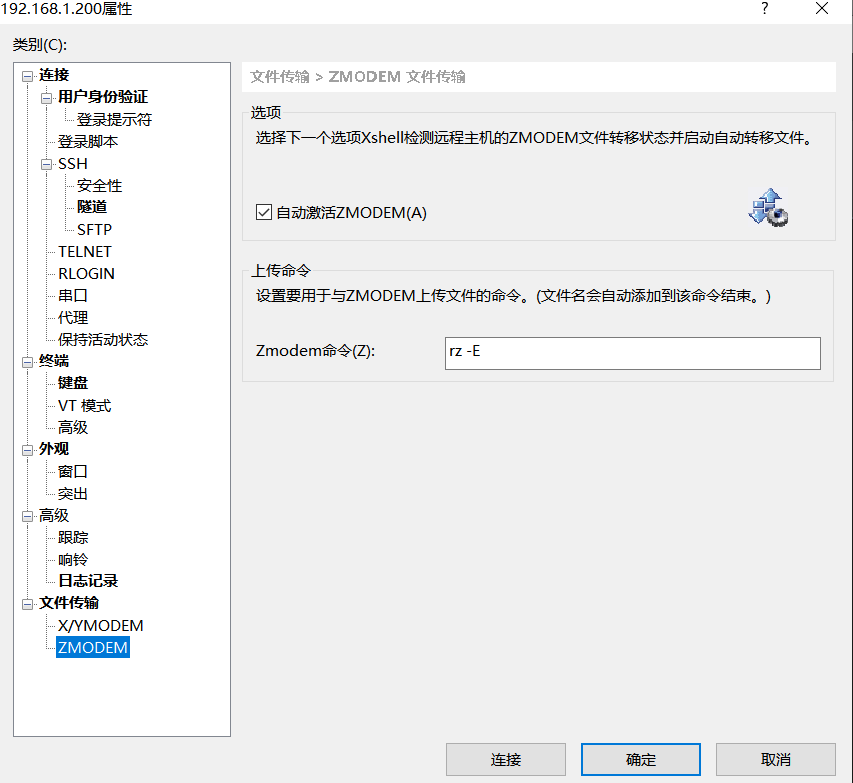 192.168.1.200属性
?
类别(C):
连接
用户身份验证
登录提示符
登录脚本
SSH
安全性
隧道
SFTP
TELNET
RLOGIN
串口
代理
保持活动状态
终端
键盘
VT 模式
高级
外观
窗口
突出
高级
跟踪
响铃
日志记录
文件传输
X/YMODEM
ZMODEM
文件传输 > ZMODEM 文件传输
选项
选择下一个选项Xshell检测远程主机的ZMODEM文件转移状态并启动自动转移文件。
自动激活ZMODEM(A)
上传命令
设置要用于与ZMODEM上传文件的命令。(文件名会自动添加到该命令结束。)
Zmodem命令(Z): rz -E
连接 确定 取消